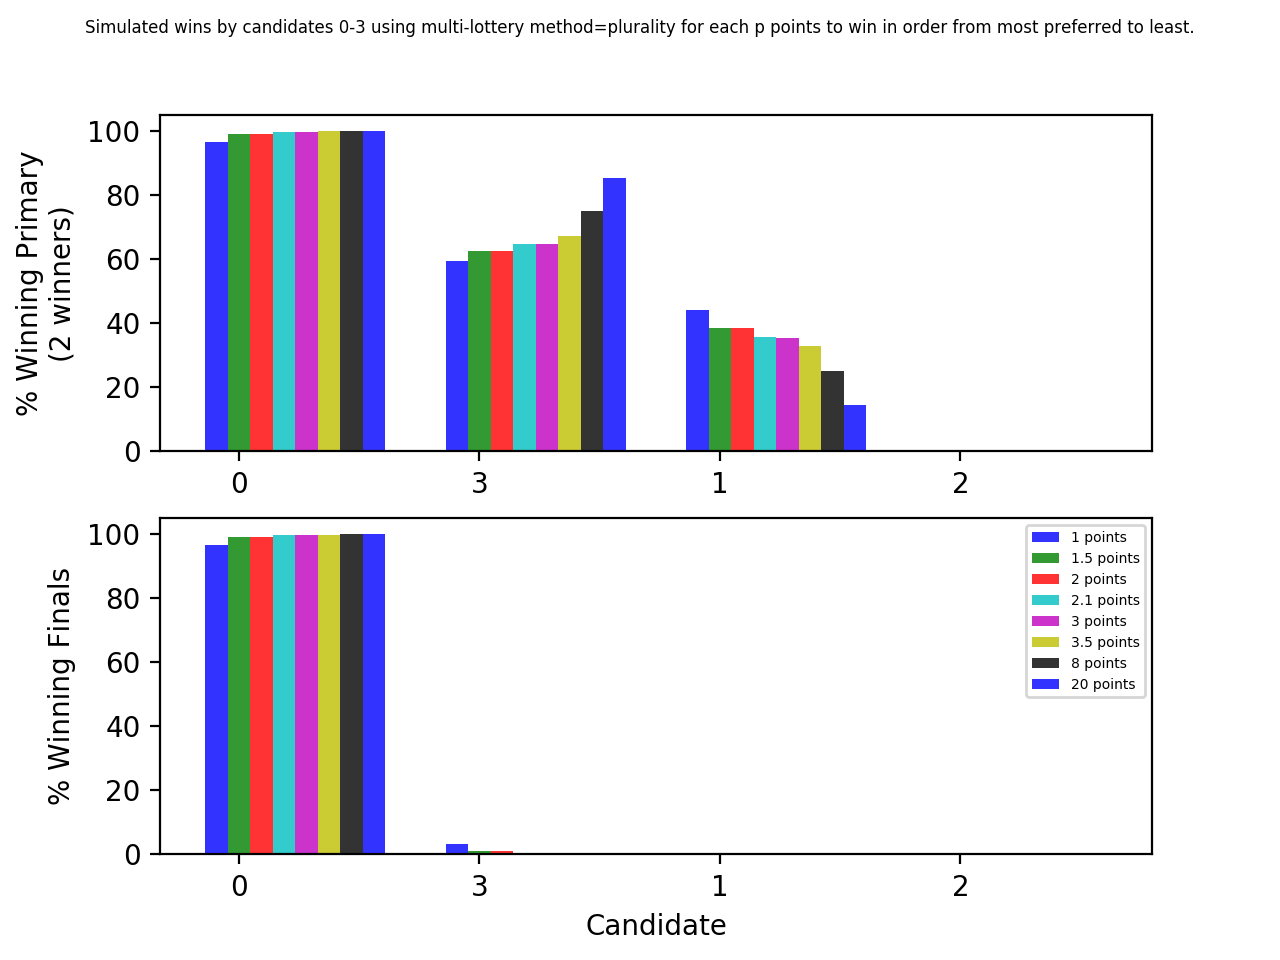 Simulated wins by candidates 0-3 using multi-lottery method=plurality for each p points to win in order from most preferred to least.
% Winning Primary
(2 winners)
100
80
60
40
20
0
0 3 1 2
% Winning Finals
100
80
60
40
20
0
1 points
1.5 points
2 points
2.1 points
3 points
3.5 points
8 points
20 points
0 3 1 2
Candidate